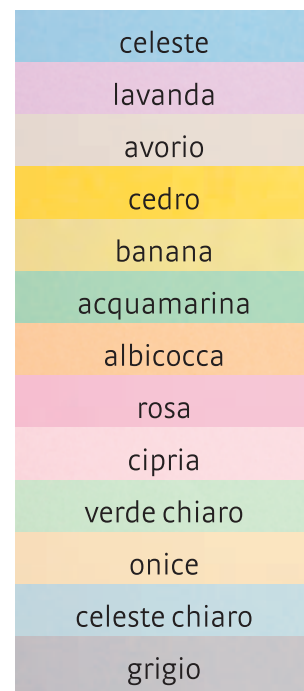 celeste
lavanda
avorio
cedro
banana
acquamarina
albicocca
rosa
cipria
verde chiaro
onice
celeste chiaro
grigio